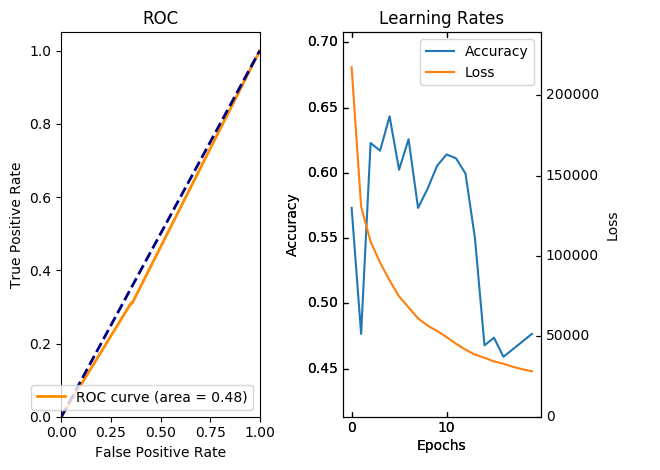 ROC
1.0
0.8
0.6
0.4
0.2
0.0
0.00 0.25 0.50 0.75 1.00
True Positive Rate
False Positive Rate
ROC curve (area = 0.48)
Learning Rates
Accuracy
Loss
0.70
0.65
0.60
0.55
0.50
0.45
Accuracy
0 10
Epochs
200000
150000
100000
50000
0
Loss